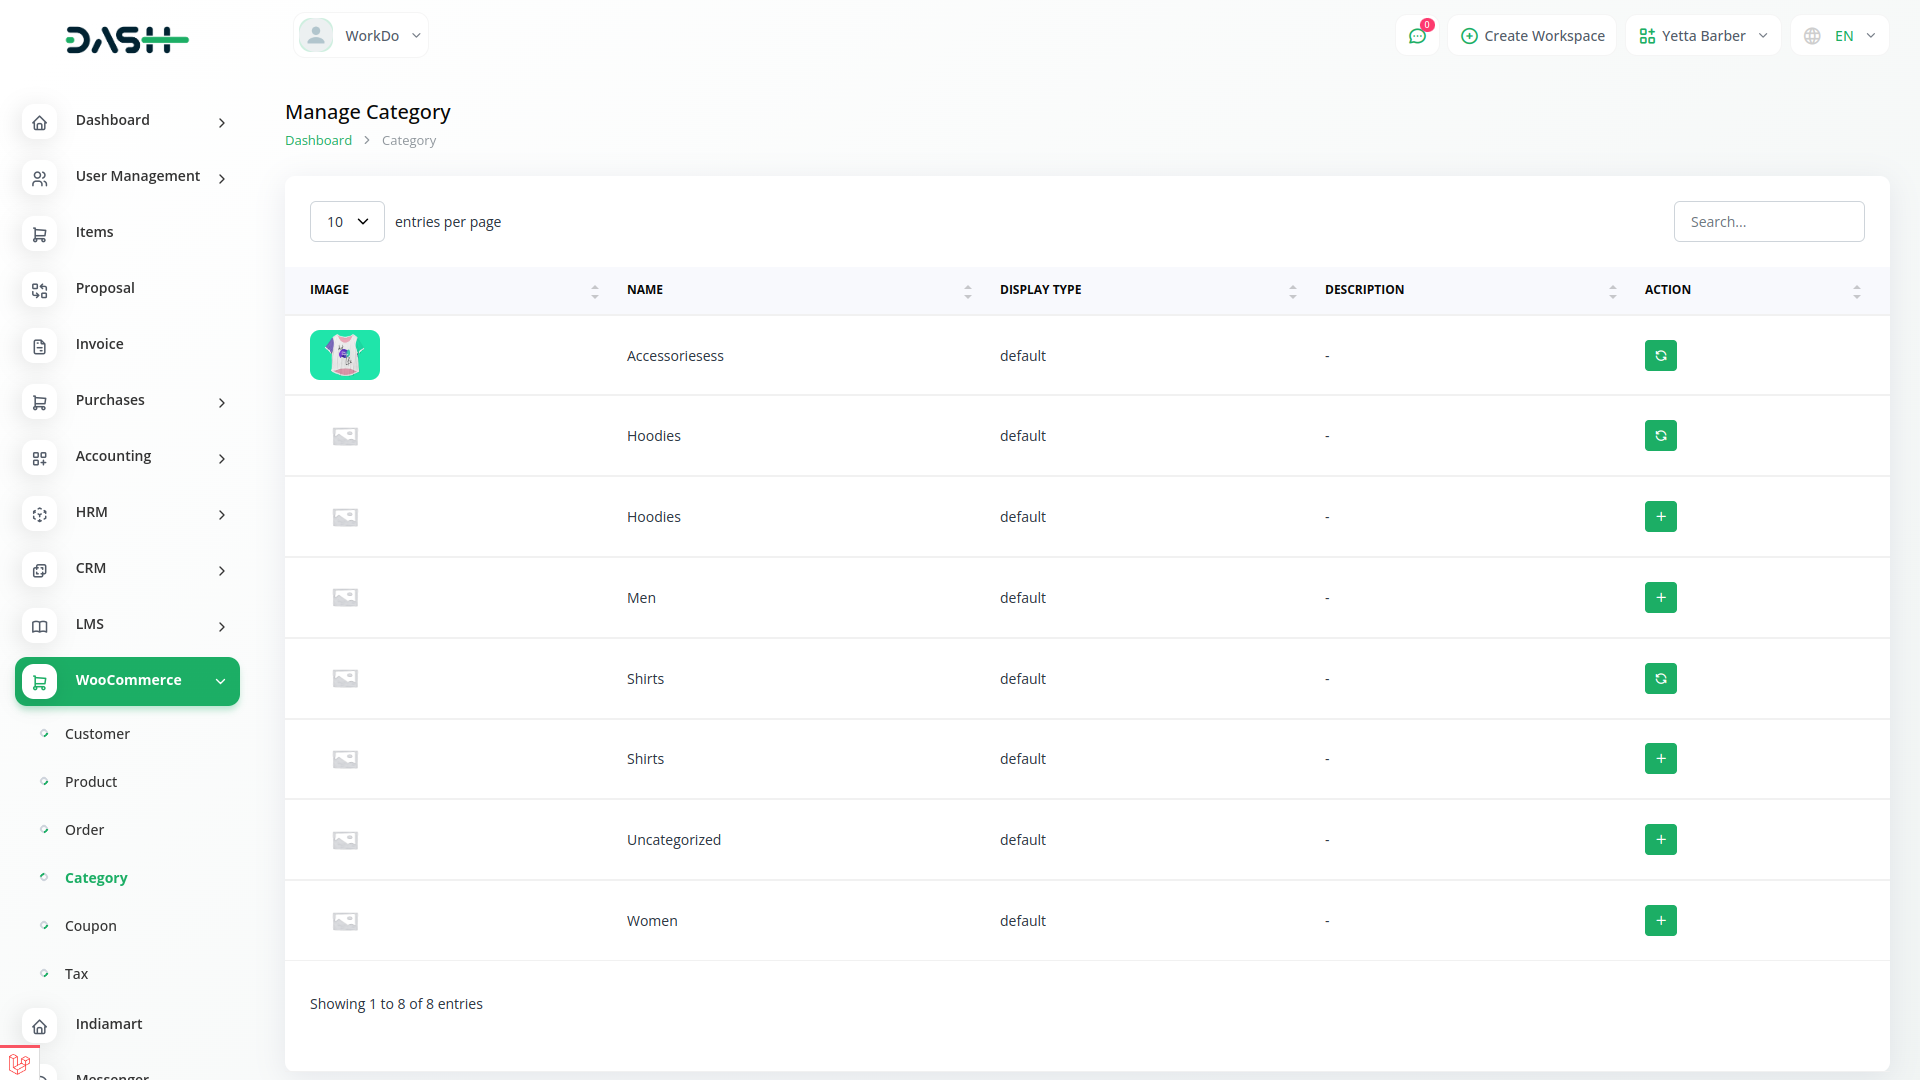 DASH
WorkDo
0
Create Workspace
Yetta Barber
EN
Dashboard
User Management
Items
Proposal
Invoice
Purchases
Accounting
HRM
CRM
LMS
WooCommerce
Customer
Product
Order
Category
Coupon
Tax
Indiamart
Messenger
Manage Category
Dashboard > Category
10 entries per page
Search...
IMAGE NAME DISPLAY TYPE DESCRIPTION ACTION
Accessoriesess default -
Hoodies default -
Hoodies default -
Men default -
Shirts default -
Shirts default -
Uncategorized default -
Women default -
Showing 1 to 8 of 8 entries